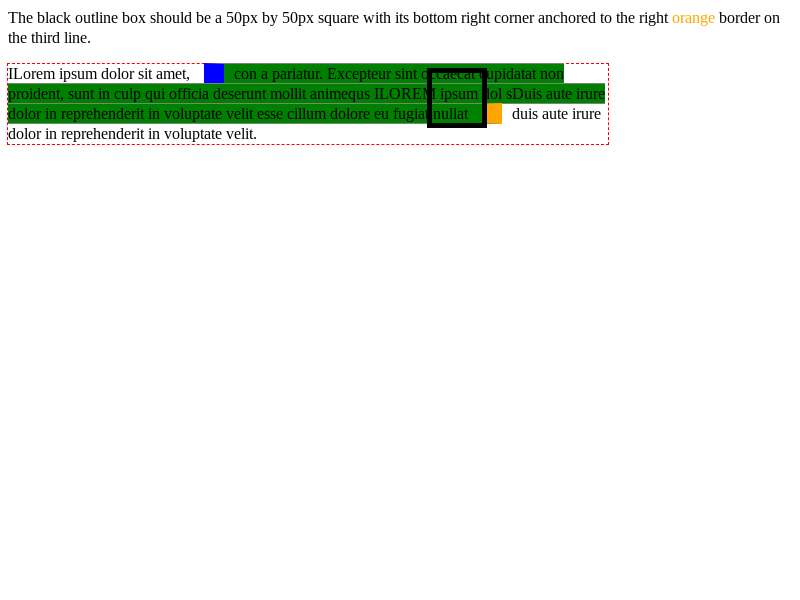 The black outline box should be a 50px by 50px square with its bottom right corner anchored to the right orange border on
the third line.
ILorem ipsum dolor sit amet, con a pariatur. Excepteur sint occaecat cupidatat non
proident, sunt in culp qui officia deserunt mollit animequs ILOREM ipsum dol sDuis aute irure
dolor in reprehenderit in voluptate velit esse cillum dolore eu fugiat nullat duis aute irure
dolor in reprehenderit in voluptate velit.